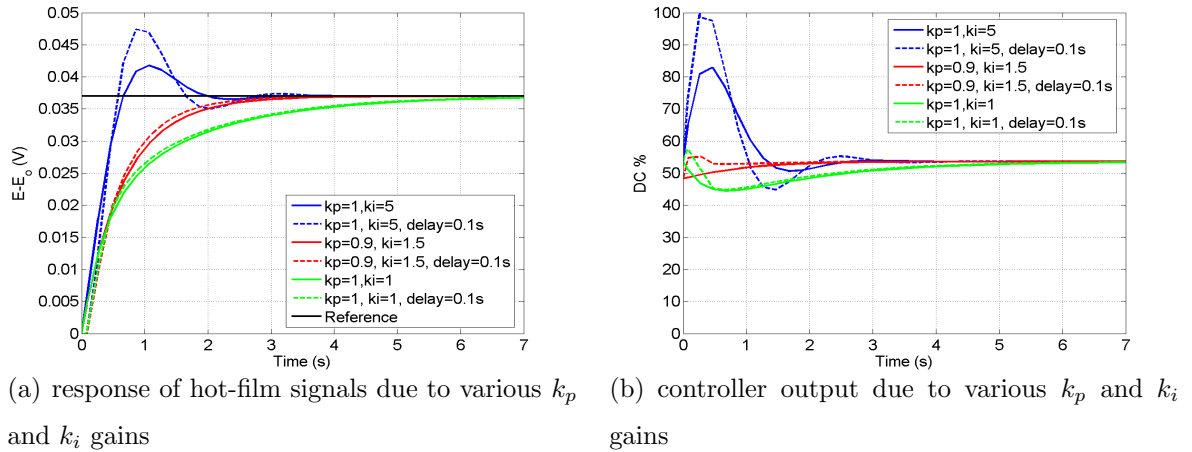 0.05
0.045
0.04
0.035
0.03
0.025
0.02
0.015
0.01
0.005
0
E-Eo (V)
0 1 2 3 4 5 6 7
Time (s)
kp=1,ki=5
kp=1, ki=5, delay=0.1s
kp=0.9, ki=1.5
kp=0.9, ki=1.5, delay=0.1s
kp=1,ki=1
kp=1, ki=1, delay=0.1s
Reference
(a) response of hot-film signals due to various kp
and ki gains
100
90
80
70
60
50
40
30
20
10
0
DC %
0 1 2 3 4 5 6 7
Time (s)
kp=1,ki=5
kp=1, ki=5, delay=0.1s
kp=0.9, ki=1.5
kp=0.9, ki=1.5, delay=0.1s
kp=1,ki=1
kp=1, ki=1, delay=0.1s
(b) controller output due to various kp and ki
gains